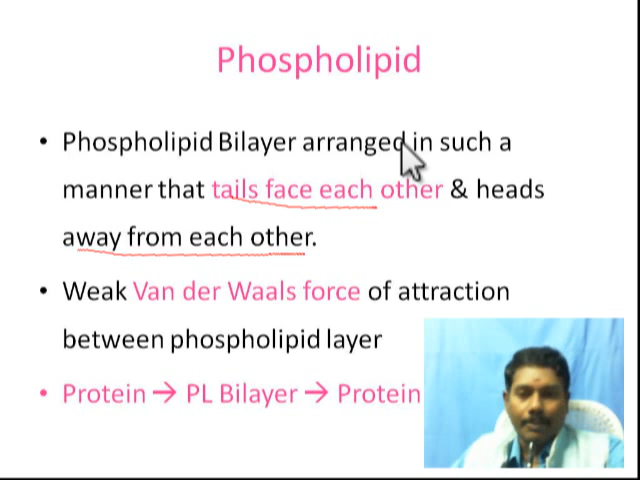 Phospholipid
• Phospholipid Bilayer arranged in such a
manner that tails face each other & heads
away from each other.
• Weak Van der Waals force of attraction
between phospholipid layer
• Protein → PL Bilayer → Protein